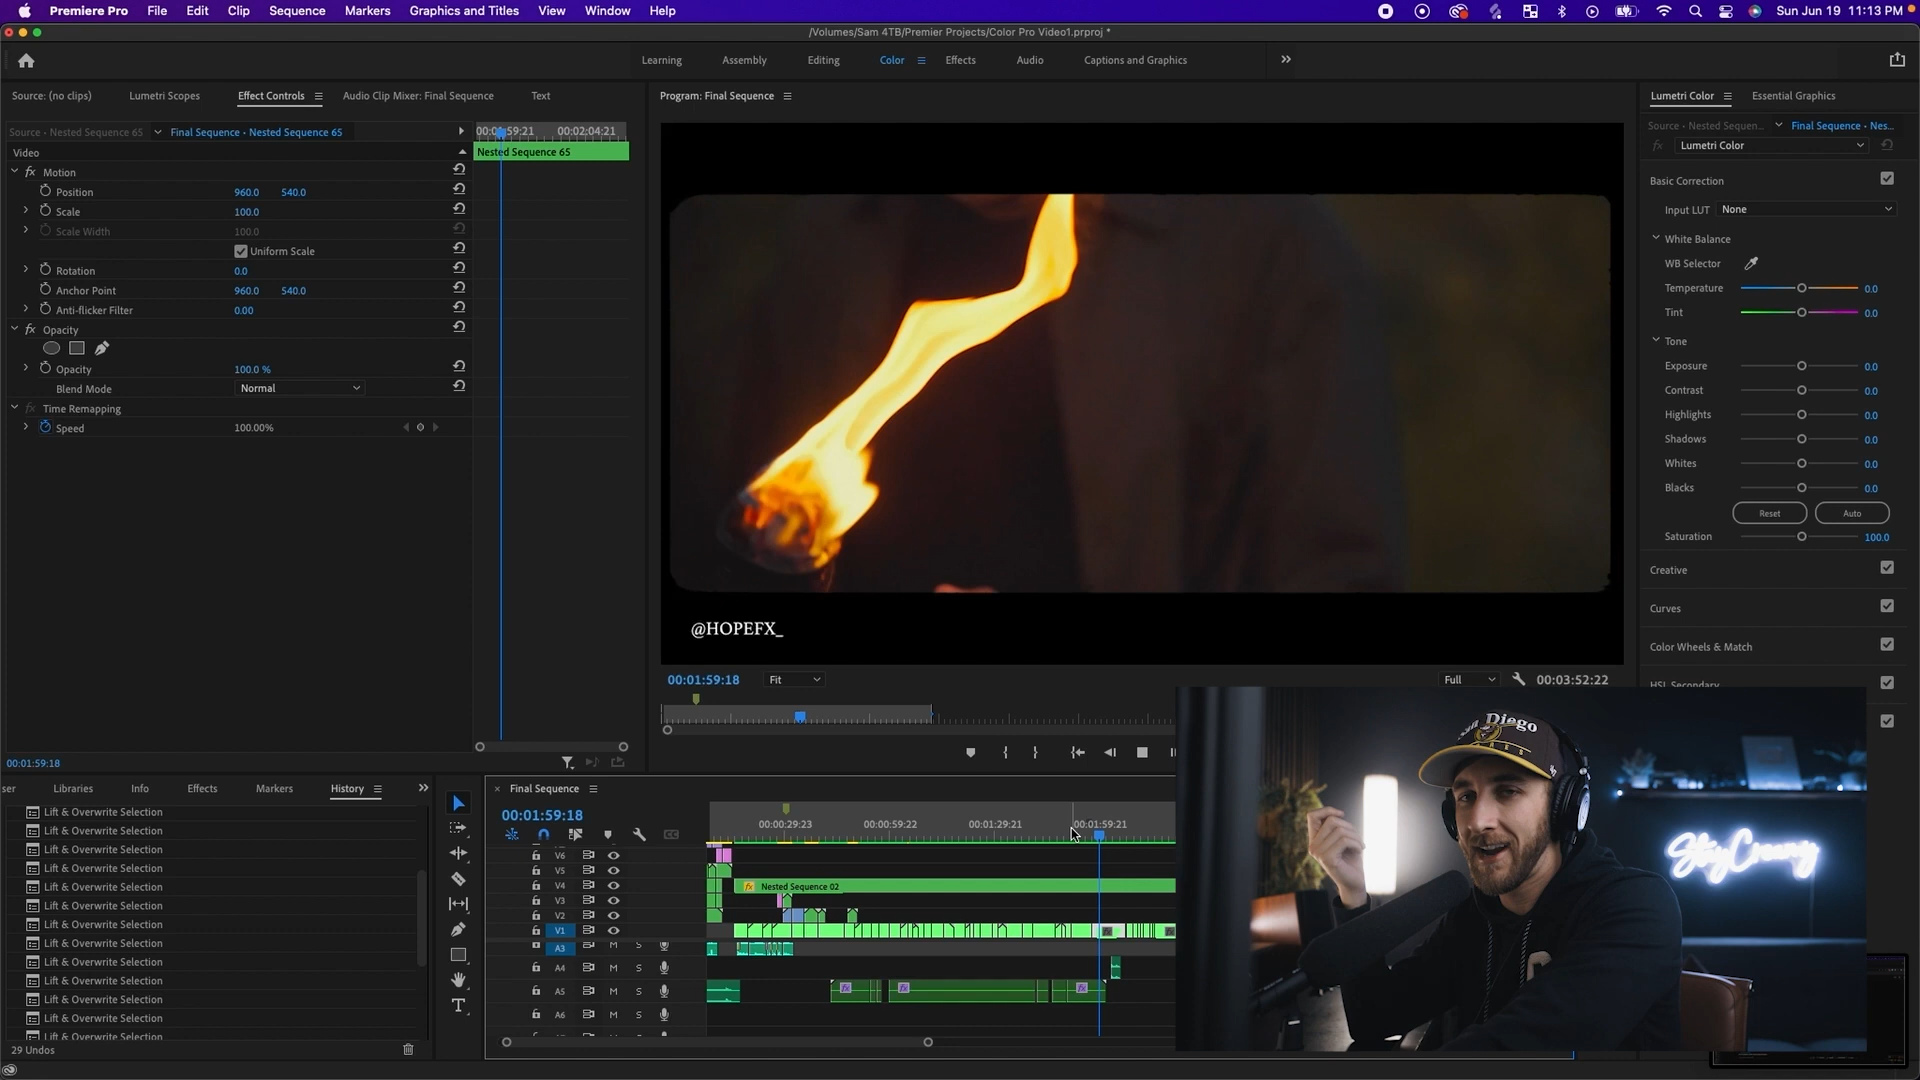 Premiere Pro File Edit Clip Sequence Markers Graphics and Titles View Window Help Sun Jun 19 11:13 PM
/Volumes/Sam 4TB/Premier Projects/Color Pro Video1.prproj *
Learning Assembly Editing Color Effects Audio Captions and Graphics
Source: (no clips) Lumetri Scopes Effect Controls Audio Clip Mixer: Final Sequence Text
Source • Nested Sequence 65 Final Sequence • Nested Sequence 65
00:02:04:21
Video
Nested Sequence 65
fx Motion
Position 960.0 540.0
Scale 100.0
Scale Width 100.0
Uniform Scale
Rotation 0.0
Anchor Point 960.0 540.0
Anti-flicker Filter 0.00
fx Opacity
Opacity 100.0 %
Blend Mode Normal
fx Time Remapping
Speed 100.00%
00:01:59:18
Program: Final Sequence
@HOPEFX_
00:01:59:18 Fit Full 00:03:52:22
Lumetri Color Essential Graphics
Source • Nested Sequen... Final Sequence • Nes...
fx Lumetri Color
Basic Correction
Input LUT None
White Balance
WB Selector
Temperature 0.0
Tint 0.0
Tone
Exposure 0.0
Contrast 0.0
Highlights 0.0
Shadows 0.0
Whites 0.0
Blacks 0.0
Reset Auto
Saturation 100.0
Creative
Curves
Color Wheels & Match
HSL Secondary
ser Libraries Info Effects Markers History
Lift & Overwrite Selection
Lift & Overwrite Selection
Lift & Overwrite Selection
Lift & Overwrite Selection
Lift & Overwrite Selection
Lift & Overwrite Selection
Lift & Overwrite Selection
Lift & Overwrite Selection
Lift & Overwrite Selection
Lift & Overwrite Selection
Lift & Overwrite Selection
Lift & Overwrite Selection
Lift & Overwrite Selection
29 Undos
Final Sequence
00:01:59:18
00:00:29:23 00:00:59:22 00:01:29:21 00:01:59:21
V6
V5
V4 fx Nested Sequence 02
V3
V2
V1
A3 M S
A4 M S
A5 M S
A6 M S
San Diego
StayCreamy